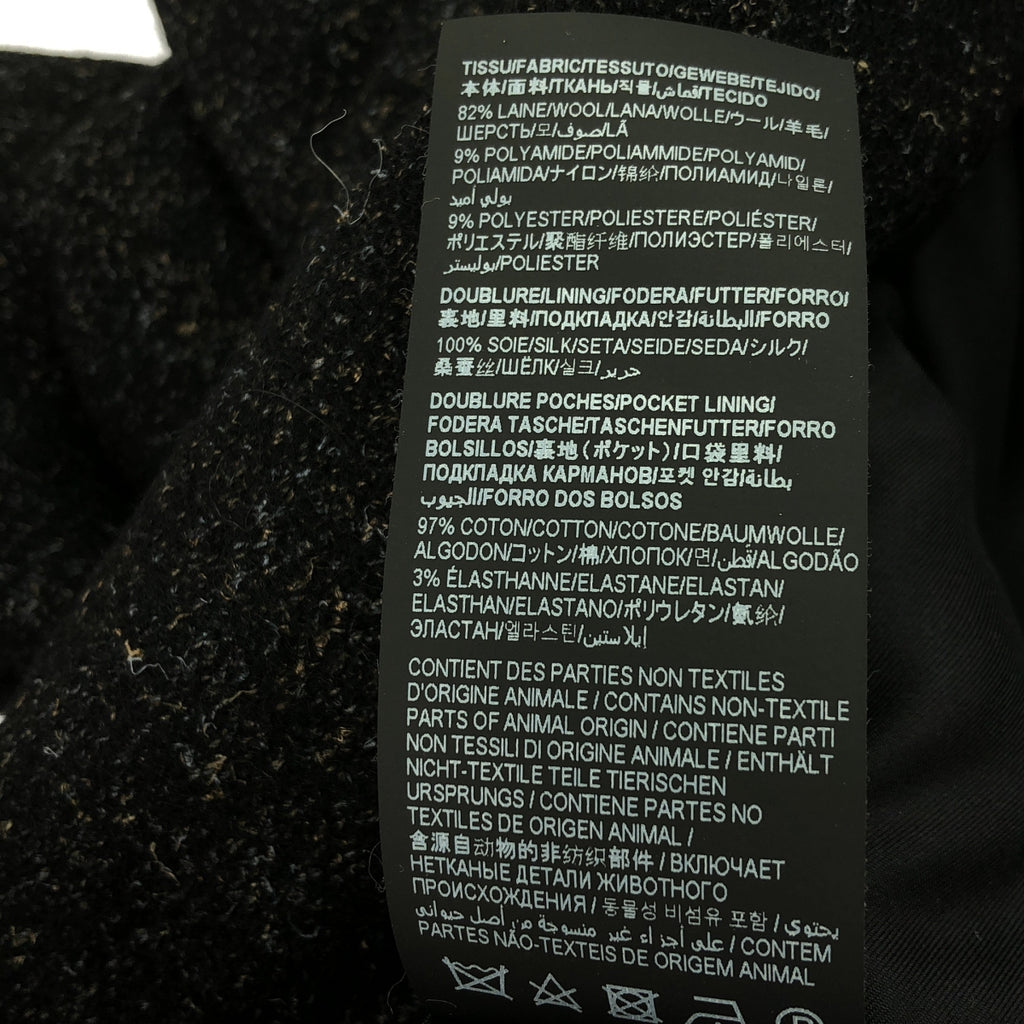 TISSU/FABRIC/TESSUTO/GEWEBE/TEJIDO/
本体/面料/ТКАНЬ/직물/قماش/TECIDO
82% LAINE/WOOL/LANA/WOLLE/ウール/羊毛/
ШЕРСТЬ/모/صوف/LÃ
9% POLYAMIDE/POLIAMMIDE/POLYAMID/
POLIAMIDA/ナイロン/锦纶/ПОЛИАМИД/나일론/
بولي أميد
9% POLYESTER/POLIESTERE/POLIÉSTER/
ポリエステル/聚酯纤维/ПОЛИЭСТЕР/폴리에스터/
بوليستر/POLIESTER
DOUBLURE/LINING/FODERA/FUTTER/FORRO/
裏地/里料/ПОДКЛАДКА/안감/البطانة/FORRO
100% SOIE/SILK/SETA/SEIDE/SEDA/シルク/
桑蚕丝/ШЁЛК/실크/حرير
DOUBLURE POCHES/POCKET LINING/
FODERA TASCHE/TASCHENFUTTER/FORRO
BOLSILLOS/裏地(ポケット)/口袋里料/
ПОДКЛАДКА КАРМАНОВ/포켓 안감/بطانة
الجيوب/FORRO DOS BOLSOS
97% COTON/COTTON/COTONE/BAUMWOLLE/
ALGODON/コットン/棉/ХЛОПОК/면/قطن/ALGODÃO
3% ÉLASTHANNE/ELASTANE/ELASTAN/
ELASTHAN/ELASTANO/ポリウレタン/氨纶/
ЭЛАСТАН/엘라스틴/إيلاستين
CONTIENT DES PARTIES NON TEXTILES
D'ORIGINE ANIMALE / CONTAINS NON-TEXTILE
PARTS OF ANIMAL ORIGIN / CONTIENE PARTI
NON TESSILI DI ORIGINE ANIMALE / ENTHÄLT
NICHT-TEXTILE TEILE TIERISCHEN
URSPRUNGS / CONTIENE PARTES NO
TEXTILES DE ORIGEN ANIMAL /
含源自动物的非纺织部件 / ВКЛЮЧАЕТ
НЕТКАНЫЕ ДЕТАЛИ ЖИВОТНОГО
ПРОИСХОЖДЕНИЯ / 동물성 비섬유 포함 / يحتوي
على أجزاء غير منسوجة من أصل حيواني / CONTEM
PARTES NÃO-TEXTEIS DE ORIGEM ANIMAL